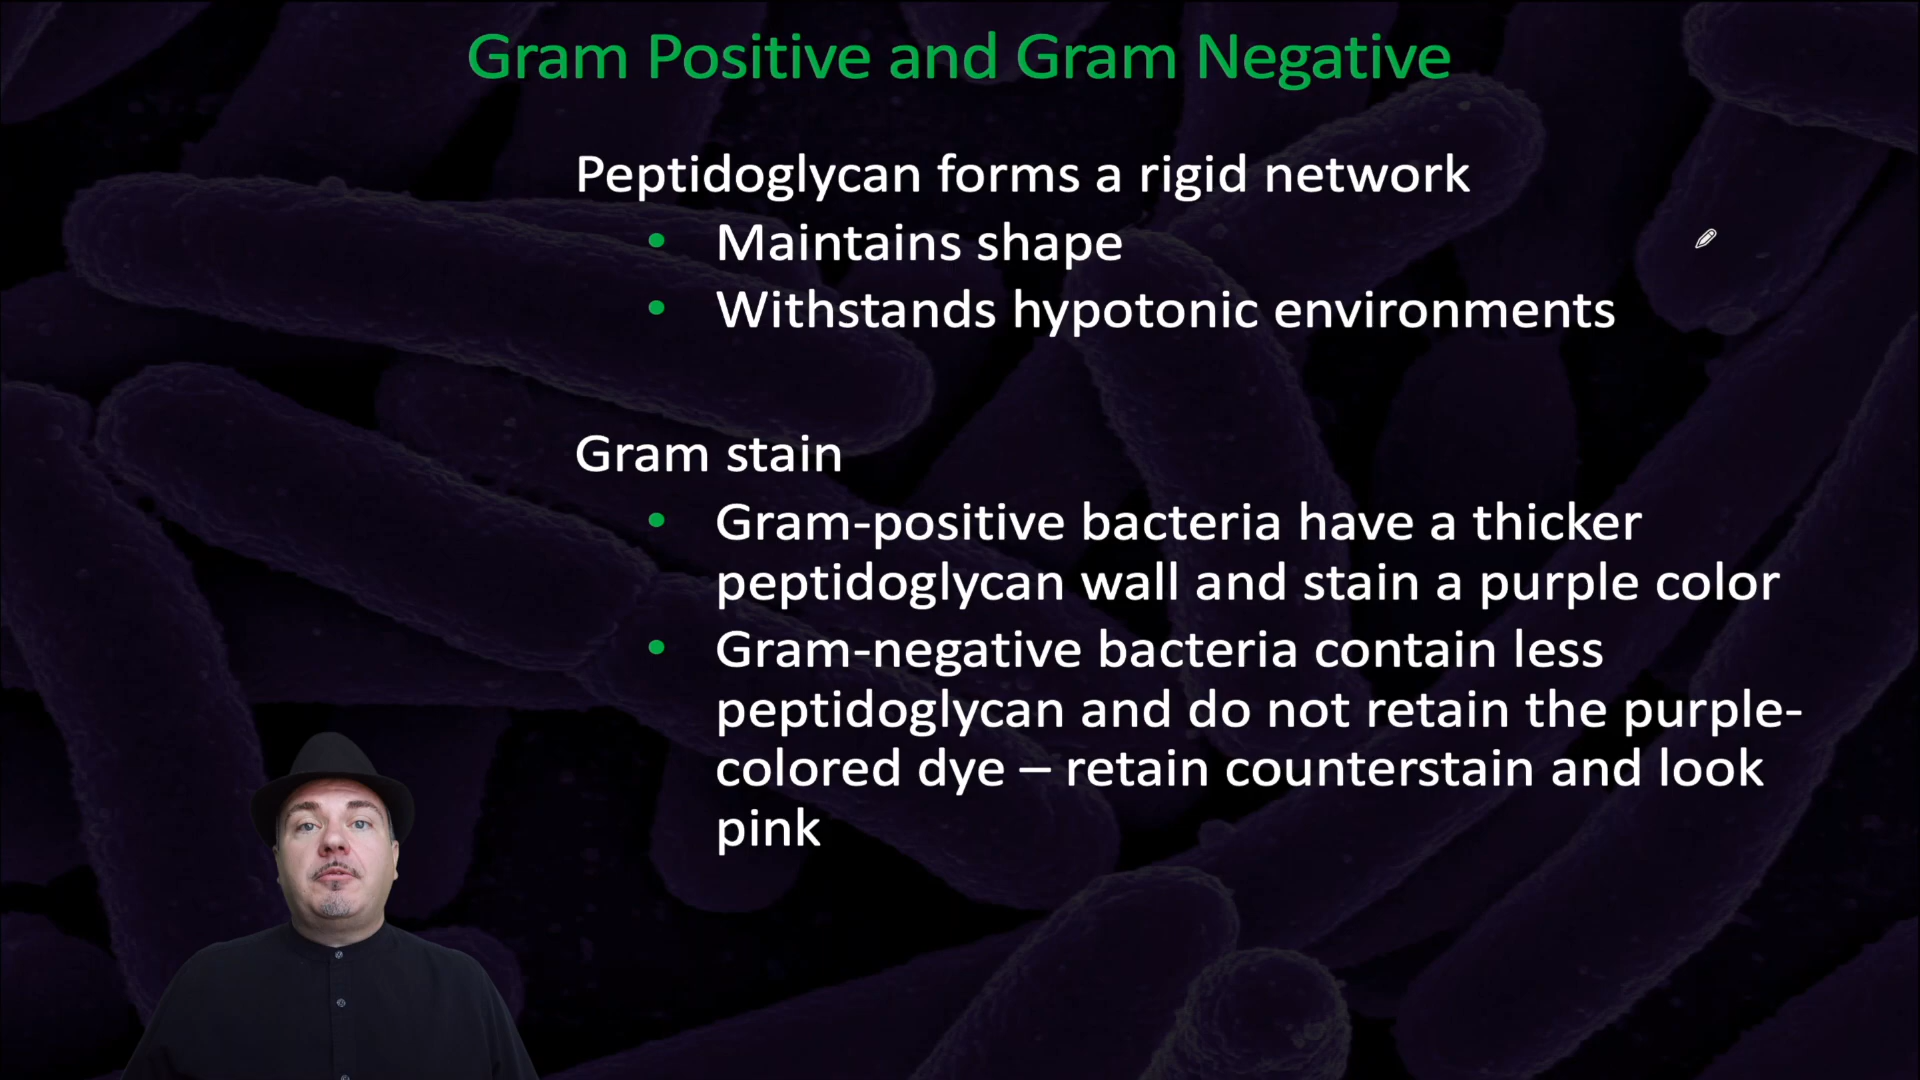 Gram Positive and Gram Negative
Peptidoglycan forms a rigid network
• Maintains shape
• Withstands hypotonic environments
Gram stain
• Gram-positive bacteria have a thicker
peptidoglycan wall and stain a purple color
• Gram-negative bacteria contain less
peptidoglycan and do not retain the purple-
colored dye – retain counterstain and look
pink